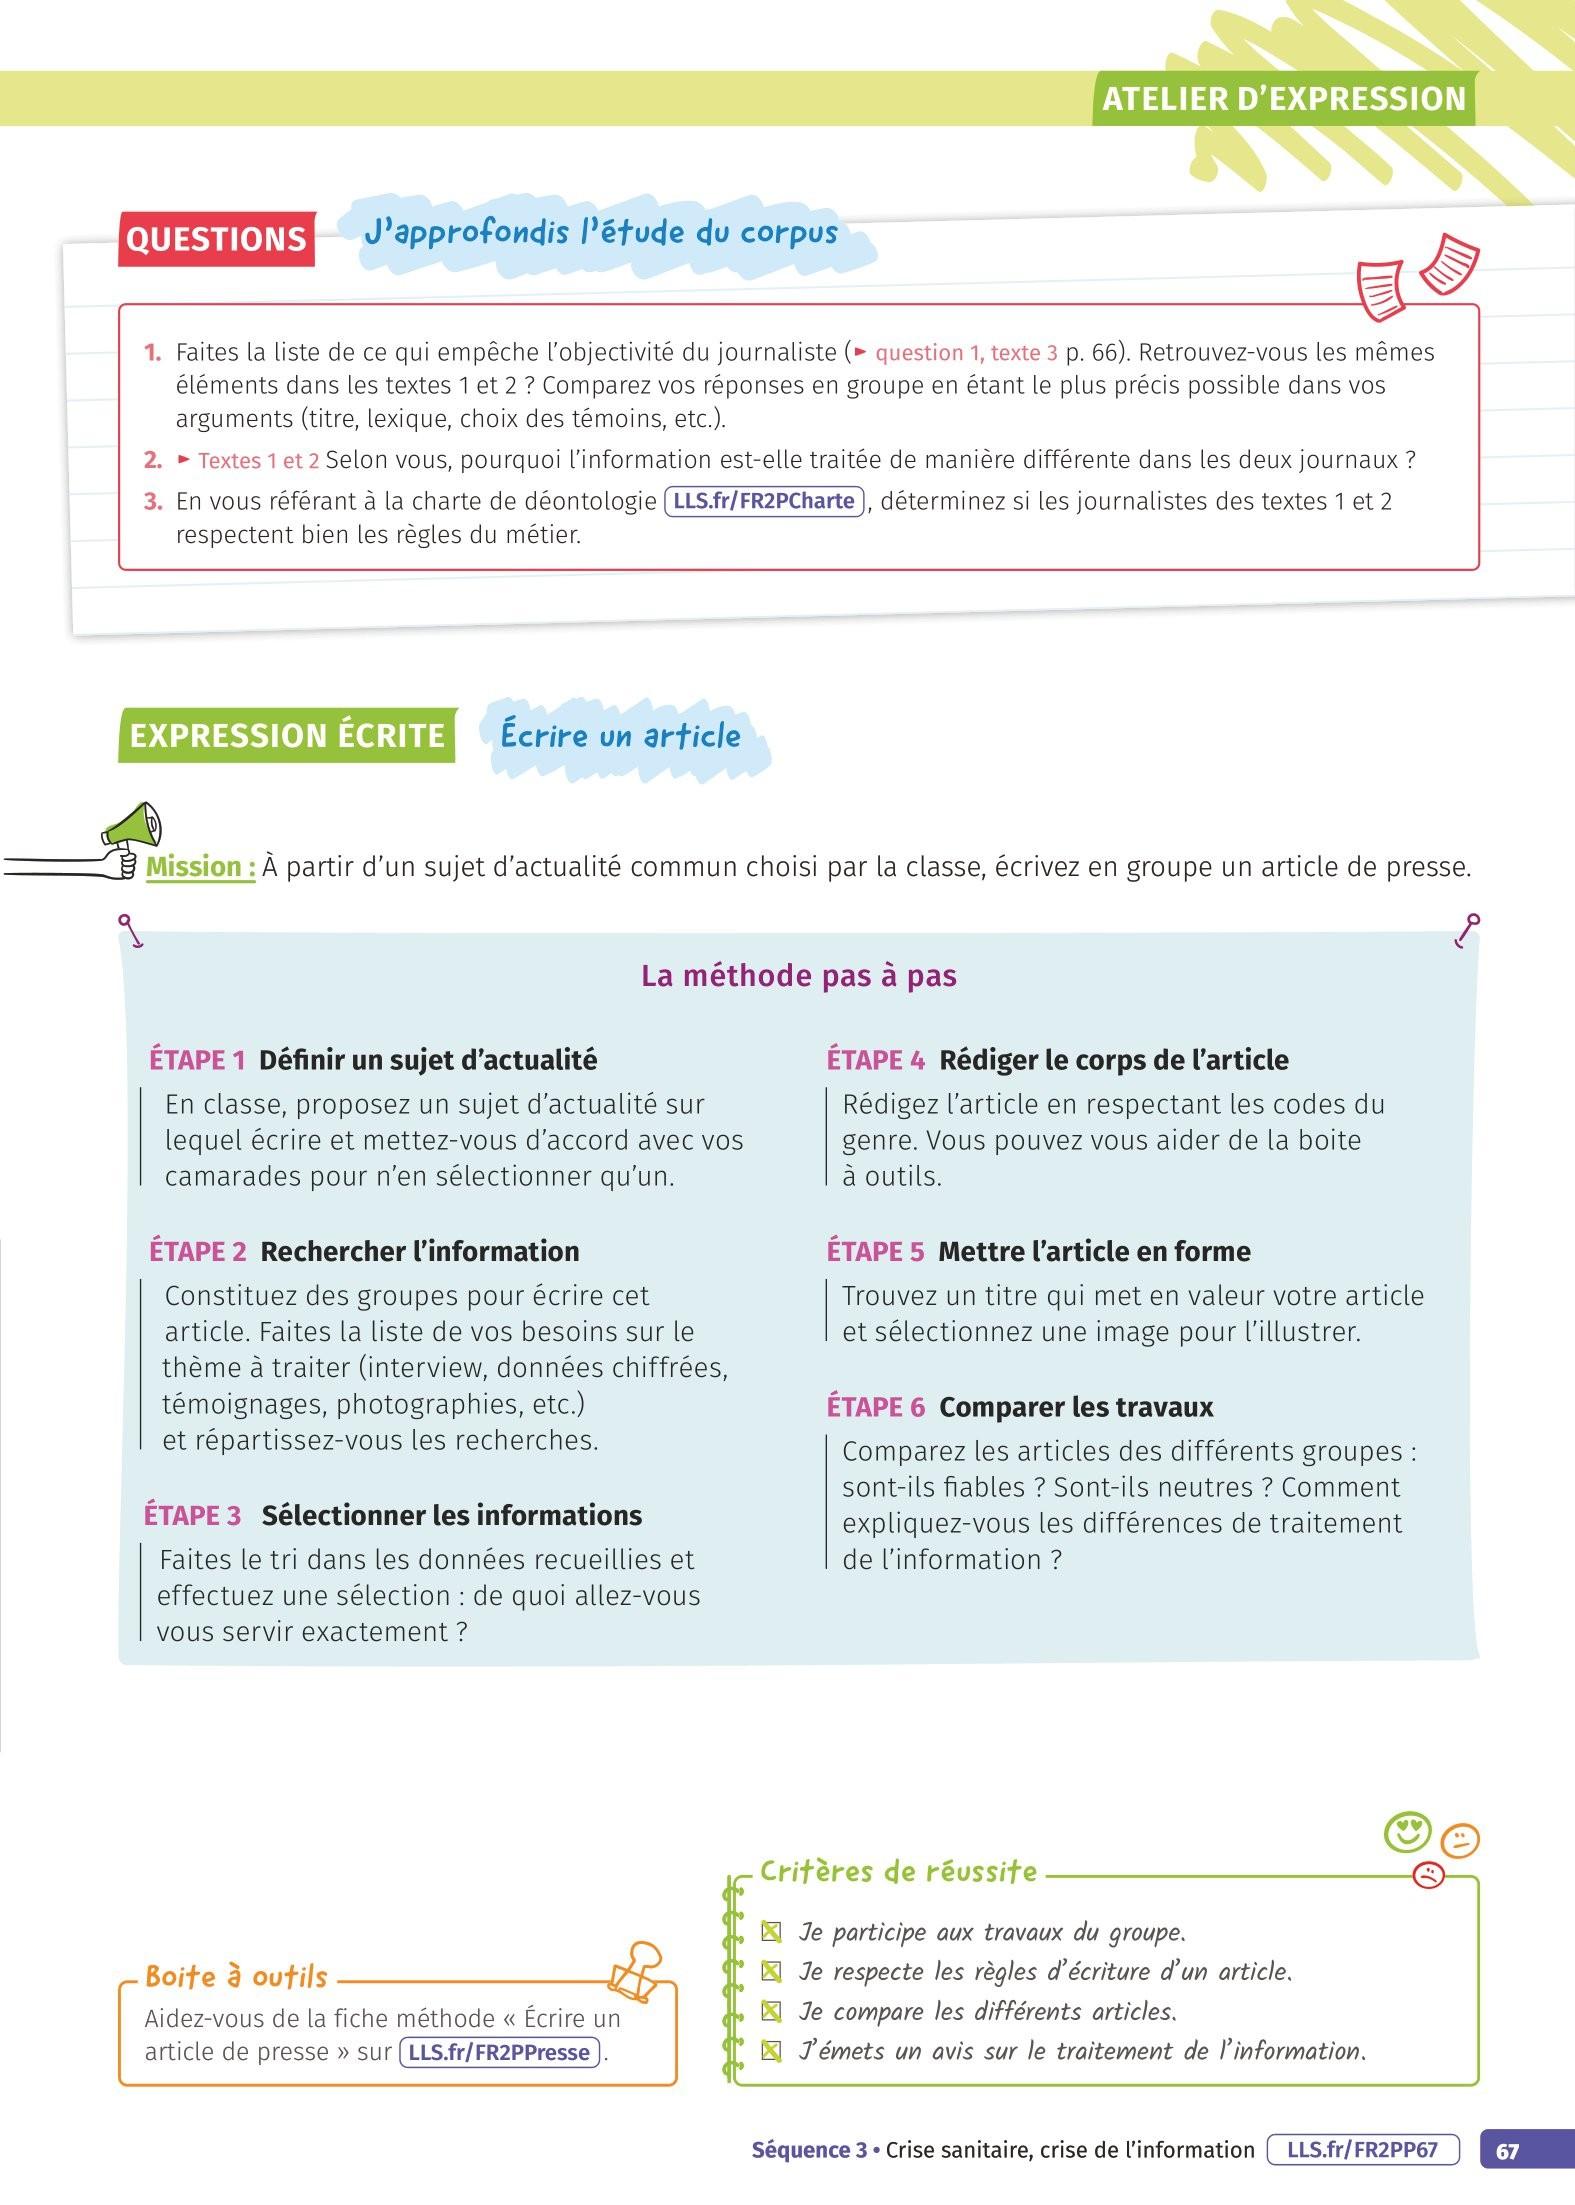 ATELIER D'EXPRESSION
QUESTIONS
J'approfondis l'étude du corpus
1. Faites la liste de ce qui empêche l'objectivité du journaliste (► question 1, texte 3 p. 66). Retrouvez-vous les mêmes
éléments dans les textes 1 et 2 ? Comparez vos réponses en groupe en étant le plus précis possible dans vos
arguments (titre, lexique, choix des témoins, etc.).
2. ► Textes 1 et 2 Selon vous, pourquoi l'information est-elle traitée de manière différente dans les deux journaux ?
3. En vous référant à la charte de déontologie LLS.fr/FR2PCharte, déterminez si les journalistes des textes 1 et 2
respectent bien les règles du métier.
EXPRESSION ÉCRITE
Écrire un article
Mission : À partir d'un sujet d'actualité commun choisi par la classe, écrivez en groupe un article de presse.
La méthode pas à pas
ÉTAPE 1 Définir un sujet d'actualité
En classe, proposez un sujet d'actualité sur
lequel écrire et mettez-vous d'accord avec vos
camarades pour n'en sélectionner qu'un.
ÉTAPE 2 Rechercher l'information
Constituez des groupes pour écrire cet
article. Faites la liste de vos besoins sur le
thème à traiter (interview, données chiffrées,
témoignages, photographies, etc.)
et répartissez-vous les recherches.
ÉTAPE 3 Sélectionner les informations
Faites le tri dans les données recueillies et
effectuez une sélection : de quoi allez-vous
vous servir exactement ?
ÉTAPE 4 Rédiger le corps de l'article
Rédigez l'article en respectant les codes du
genre. Vous pouvez vous aider de la boite
à outils.
ÉTAPE 5 Mettre l'article en forme
Trouvez un titre qui met en valeur votre article
et sélectionnez une image pour l'illustrer.
ÉTAPE 6 Comparer les travaux
Comparez les articles des différents groupes :
sont-ils fiables ? Sont-ils neutres ? Comment
expliquez-vous les différences de traitement
de l'information ?
Boite à outils
Aidez-vous de la fiche méthode « Écrire un
article de presse » sur LLS.fr/FR2PPresse.
Critères de réussite
Je participe aux travaux du groupe.
Je respecte les règles d'écriture d'un article.
Je compare les différents articles.
J'émets un avis sur le traitement de l'information.
Séquence 3 • Crise sanitaire, crise de l'information LLS.fr/FR2PP67 67